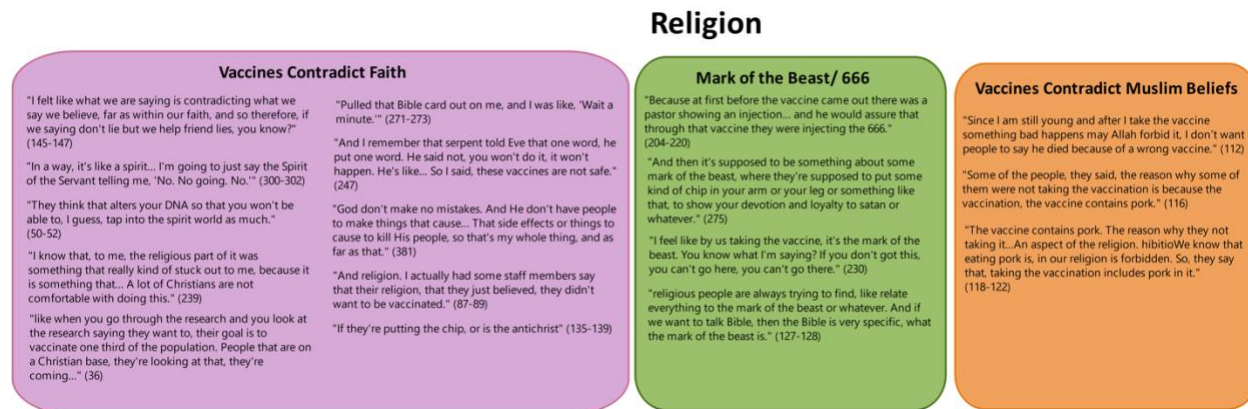 Religion
Vaccines Contradict Faith
"I felt like what we are saying is contradicting what we
say we believe, far as within our faith, and so therefore, if
we saying don't lie but we help friend lies, you know?"
(145-147)
"In a way, it's like a spirit... I'm going to just say the Spirit
of the Servant telling me, 'No. No going. No.'" (300-302)
"They think that alters your DNA so that you won't be
able to, I guess, tap into the spirit world as much."
(50-52)
"I know that, to me, the religious part of it was
something that really kind of stuck out to me, because it
is something that... A lot of Christians are not
comfortable with doing this." (239)
"like when you go through the research and you look at
the research saying they want to, their goal is to
vaccinate one third of the population. People that are on
a Christian base, they're looking at that, they're
coming..." (36)
"Pulled that Bible card out on me, and I was like, 'Wait a
minute.'" (271-273)
"And I remember that serpent told Eve that one word, he
put one word. He said not, you won't do it, it won't
happen. He's like... So I said, these vaccines are not safe."
(247)
"God don't make no mistakes. And He don't have people
to make things that cause... That side effects or things to
cause to kill His people, so that's my whole thing, and as
far as that." (381)
"And religion. I actually had some staff members say
that their religion, that they just believed, they didn't
want to be vaccinated." (87-89)
"If they're putting the chip, or is the antichrist" (135-139)
Mark of the Beast/ 666
"Because at first before the vaccine came out there was a
pastor showing an injection... and he would assure that
through that vaccine they were injecting the 666."
(204-220)
"And then it's supposed to be something about some
mark of the beast, where they're supposed to put some
kind of chip in your arm or your leg or something like
that, to show your devotion and loyalty to satan or
whatever." (275)
"I feel like by us taking the vaccine, it's the mark of the
beast. You know what I'm saying? If you don't got this,
you can't go here, you can't go there." (230)
"religious people are always trying to find, like relate
everything to the mark of the beast or whatever. And if
we want to talk Bible, then the Bible is very specific, what
the mark of the beast is." (127-128)
Vaccines Contradict Muslim Beliefs
"Since I am still young and after I take the vaccine
something bad happens may Allah forbid it, I don't want
people to say he died because of a wrong vaccine." (112)
"Some of the people, they said, the reason why some of
them were not taking the vaccination is because the
vaccination, the vaccine contains pork." (116)
"The vaccine contains pork. The reason why they not
taking it...An aspect of the religion. hibitioWe know that
eating pork is, in our religion is forbidden. So, they say
that, taking the vaccination includes pork in it."
(118-122)